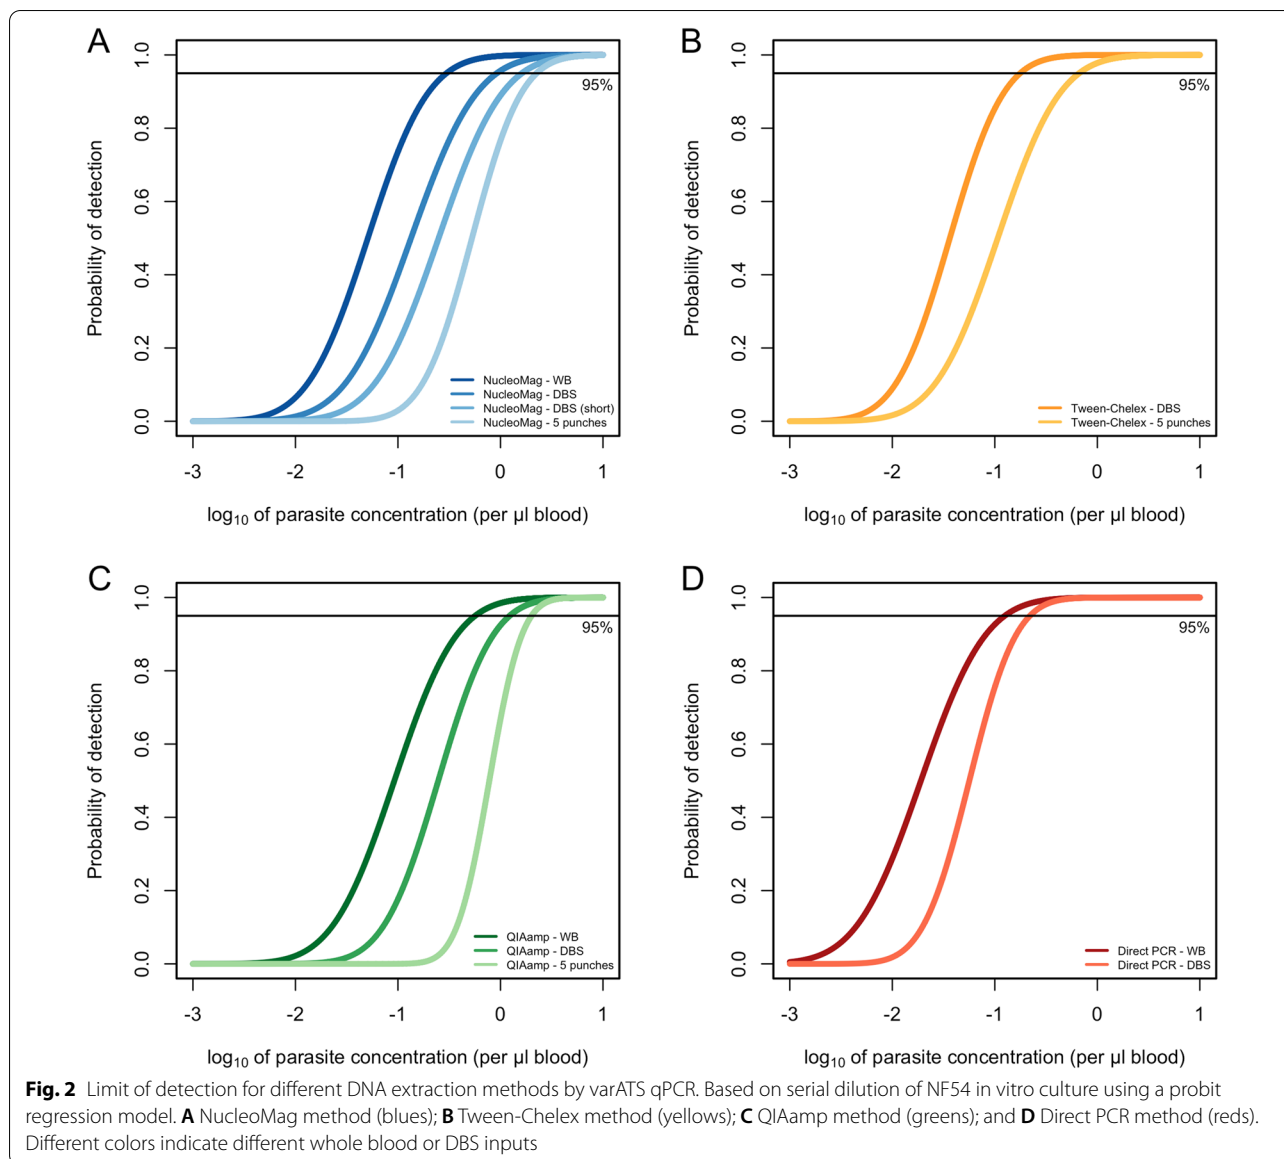 A
1.0
0.8
0.6
0.4
0.2
0.0
Probability of detection
95%
NucleoMag - WB
NucleoMag - DBS
NucleoMag - DBS (short)
NucleoMag - 5 punches
-3 -2 -1 0 1
log10 of parasite concentration (per µl blood)
B
1.0
0.8
0.6
0.4
0.2
0.0
Probability of detection
95%
Tween-Chelex - DBS
Tween-Chelex - 5 punches
-3 -2 -1 0 1
log10 of parasite concentration (per µl blood)
C
1.0
0.8
0.6
0.4
0.2
0.0
Probability of detection
95%
QIAamp - WB
QIAamp - DBS
QIAamp - 5 punches
-3 -2 -1 0 1
log10 of parasite concentration (per µl blood)
D
1.0
0.8
0.6
0.4
0.2
0.0
Probability of detection
95%
Direct PCR - WB
Direct PCR - DBS
-3 -2 -1 0 1
log10 of parasite concentration (per µl blood)
Fig. 2 Limit of detection for different DNA extraction methods by varATS qPCR. Based on serial dilution of NF54 in vitro culture using a probit
regression model. A NucleoMag method (blues); B Tween-Chelex method (yellows); C QIAamp method (greens); and D Direct PCR method (reds).
Different colors indicate different whole blood or DBS inputs